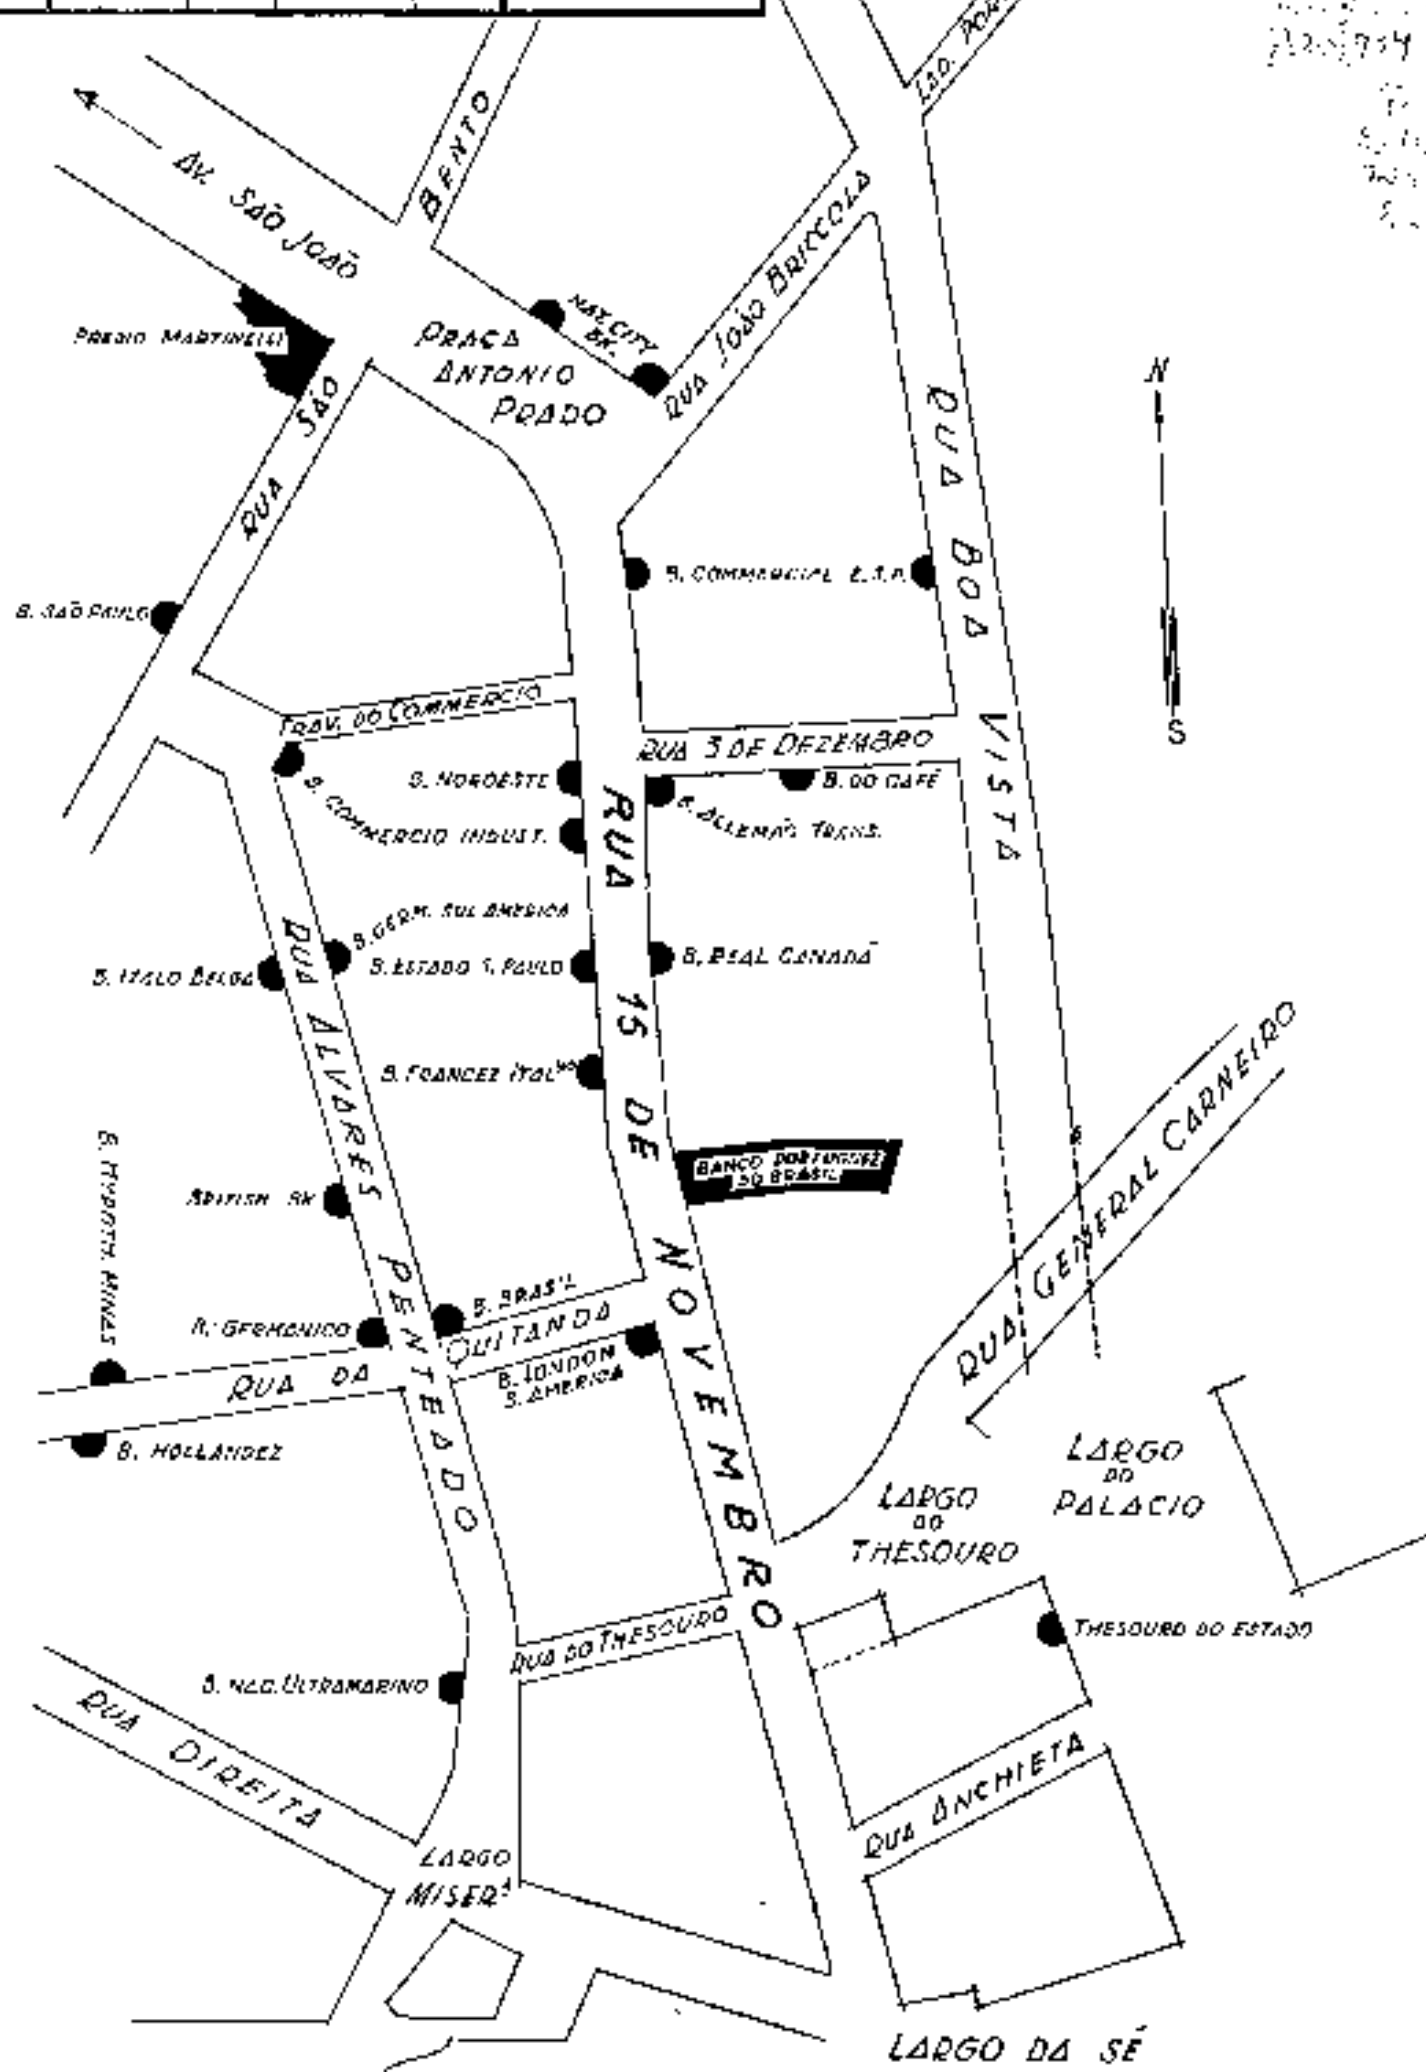 LAD. PORT
BENTO
AV. SÃO JOÃO
PREDIO MARTINELLI
PRAÇA
ANTONIO
PRADO
NAT. CITY
BK.
RUA JOÃO BRICCOLA
N
S
RUA SÃO
RUA BOA VISTA
B. SÃO PAULO
B. COMMERCIAL E. S. P.
TRAV. DO COMMERCIO
RUA 3 DE DEZEMBRO
B. NOROESTE
B. DO CAFÉ
B. COMMERCIO INDUST.
B. ALLEMÃO TRANS.
RUA 15 DE NOVEMBRO
B. GERM. SUL AMERICA
B. ITALO BELGA
B. ESTADO S. PAULO
B. REAL CANADÁ
RUA ALVARES PENTEADO
B. FRANCEZ ITAL
BANCO PORTUGUEZ
DO BRASIL
RUA GENERAL CARNEIRO
B. HYPOTH. MINAS
BRITISH BK
B. BRASIL
B. GERMANICO
RUA DA QUITANDA
B. LONDON
S. AMERICA
B. HOLLANDEZ
LARGO
DO
PALACIO
LARGO
DO
THESOURO
THESOURO DO ESTADO
RUA DO THESOURO
B. NAC. ULTRAMARINO
RUA DIREITA
RUA ANCHIETA
LARGO
MISER.ª
LARGO DA SÉ